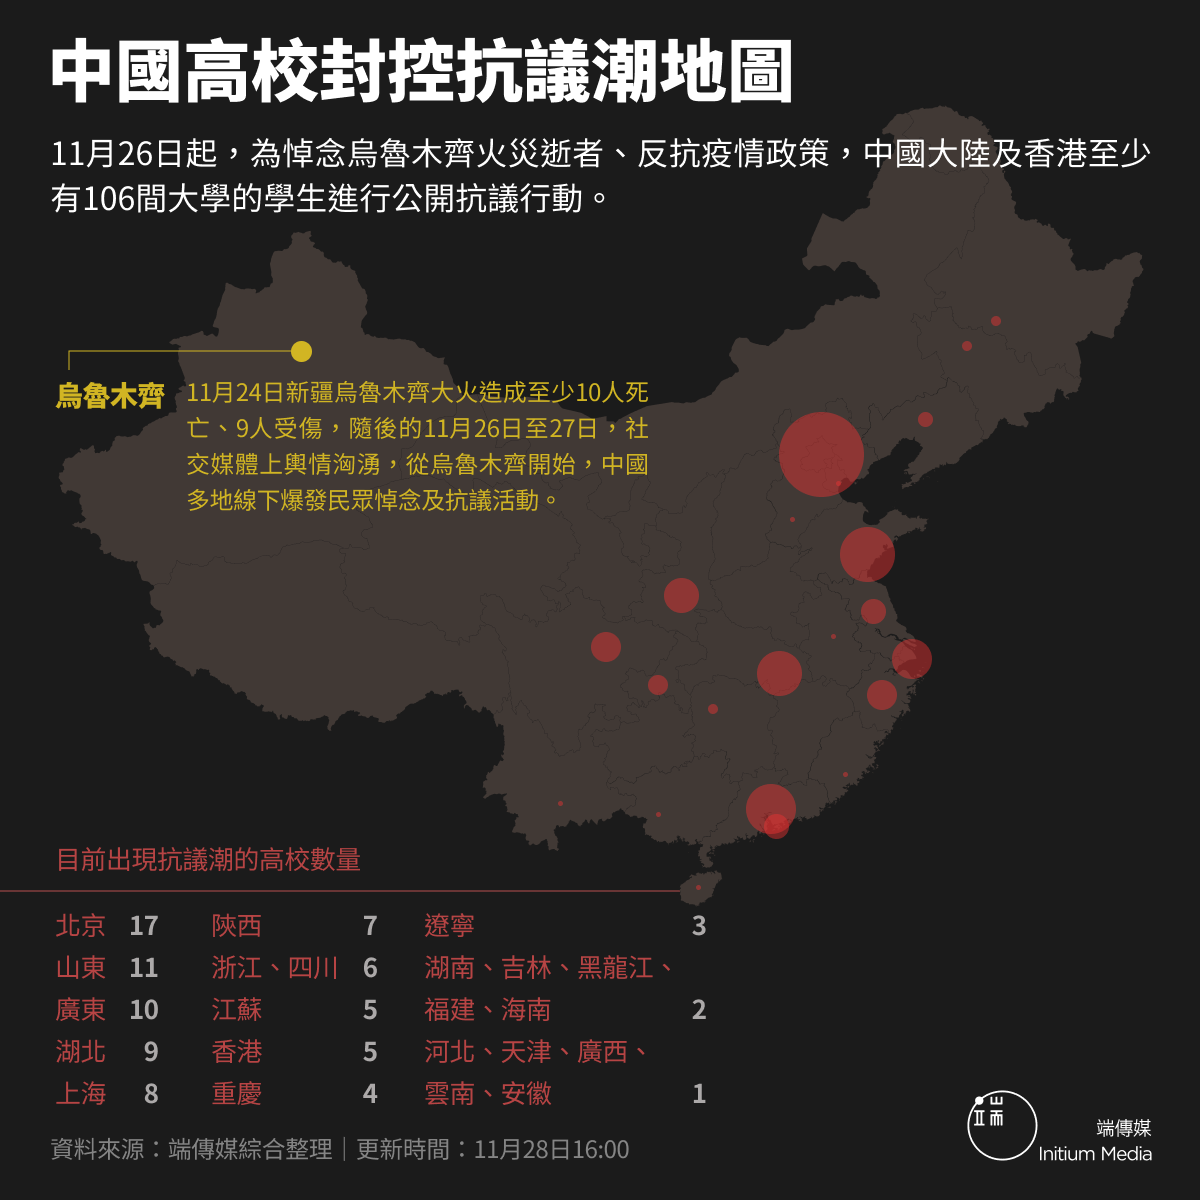 中國高校封控抗議潮地圖
11月26日起，為悼念烏魯木齊火災逝者、反抗疫情政策，中國大陸及香港至少
有106間大學的學生進行公開抗議行動。
烏魯木齊
11月24日新疆烏魯木齊大火造成至少10人死
亡、9人受傷，隨後的11月26日至27日，社
交媒體上輿情洶湧，從烏魯木齊開始，中國
多地線下爆發民眾悼念及抗議活動。
目前出現抗議潮的高校數量
北京 17 陝西 7 遼寧 3
山東 11 浙江、四川 6 湖南、吉林、黑龍江、
廣東 10 江蘇 5 福建、海南 2
湖北 9 香港 5 河北、天津、廣西、
上海 8 重慶 4 雲南、安徽 1
資料來源：端傳媒綜合整理｜更新時間：11月28日16:00
端
端傳媒
Initium Media